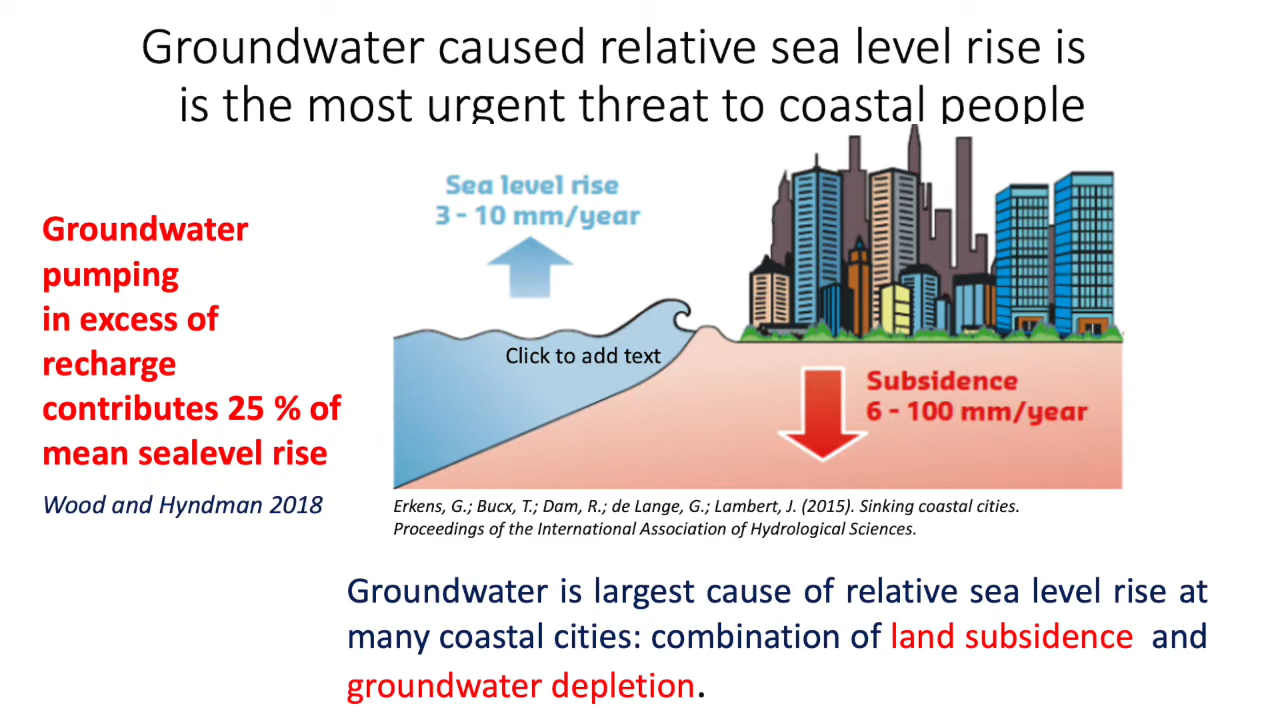 Groundwater caused relative sea level rise is
is the most urgent threat to coastal people
Groundwater
pumping
in excess of
recharge
contributes 25 % of
mean sealevel rise
Wood and Hyndman 2018
Sea level rise
3 - 10 mm/year
Click to add text
Subsidence
6 - 100 mm/year
Erkens, G.; Bucx, T.; Dam, R.; de Lange, G.; Lambert, J. (2015). Sinking coastal cities.
Proceedings of the International Association of Hydrological Sciences.
Groundwater is largest cause of relative sea level rise at
many coastal cities: combination of land subsidence and
groundwater depletion.